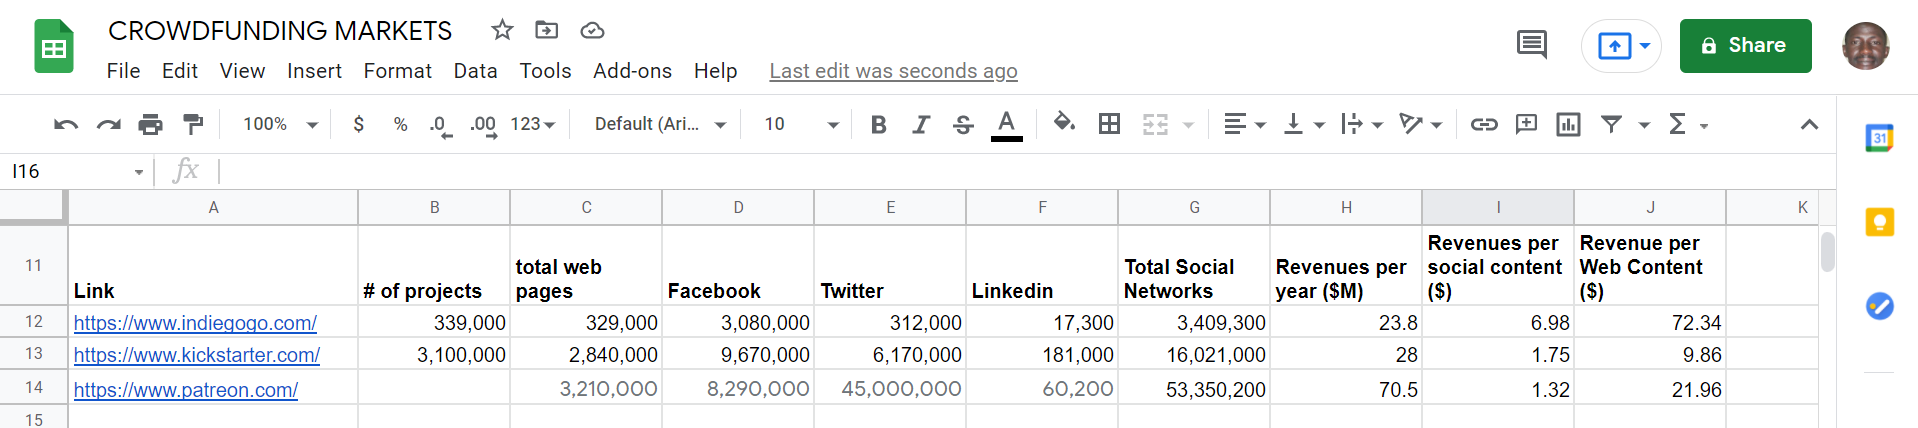 CROWDFUNDING MARKETS
File Edit View Insert Format Data Tools Add-ons Help Last edit was seconds ago
Share
100% $ % .0 .00 123 Default (Ari... 10 B I S A Σ
31
I16 fx
A B C D E F G H I J K
11 Link # of projects total web pages Facebook Twitter Linkedin Total Social Networks Revenues per year ($M) Revenues per social content ($) Revenue per Web Content ($)
12 https://www.indiegogo.com/ 339,000 329,000 3,080,000 312,000 17,300 3,409,300 23.8 6.98 72.34
13 https://www.kickstarter.com/ 3,100,000 2,840,000 9,670,000 6,170,000 181,000 16,021,000 28 1.75 9.86
14 https://www.patreon.com/ 3,210,000 8,290,000 45,000,000 60,200 53,350,200 70.5 1.32 21.96
15